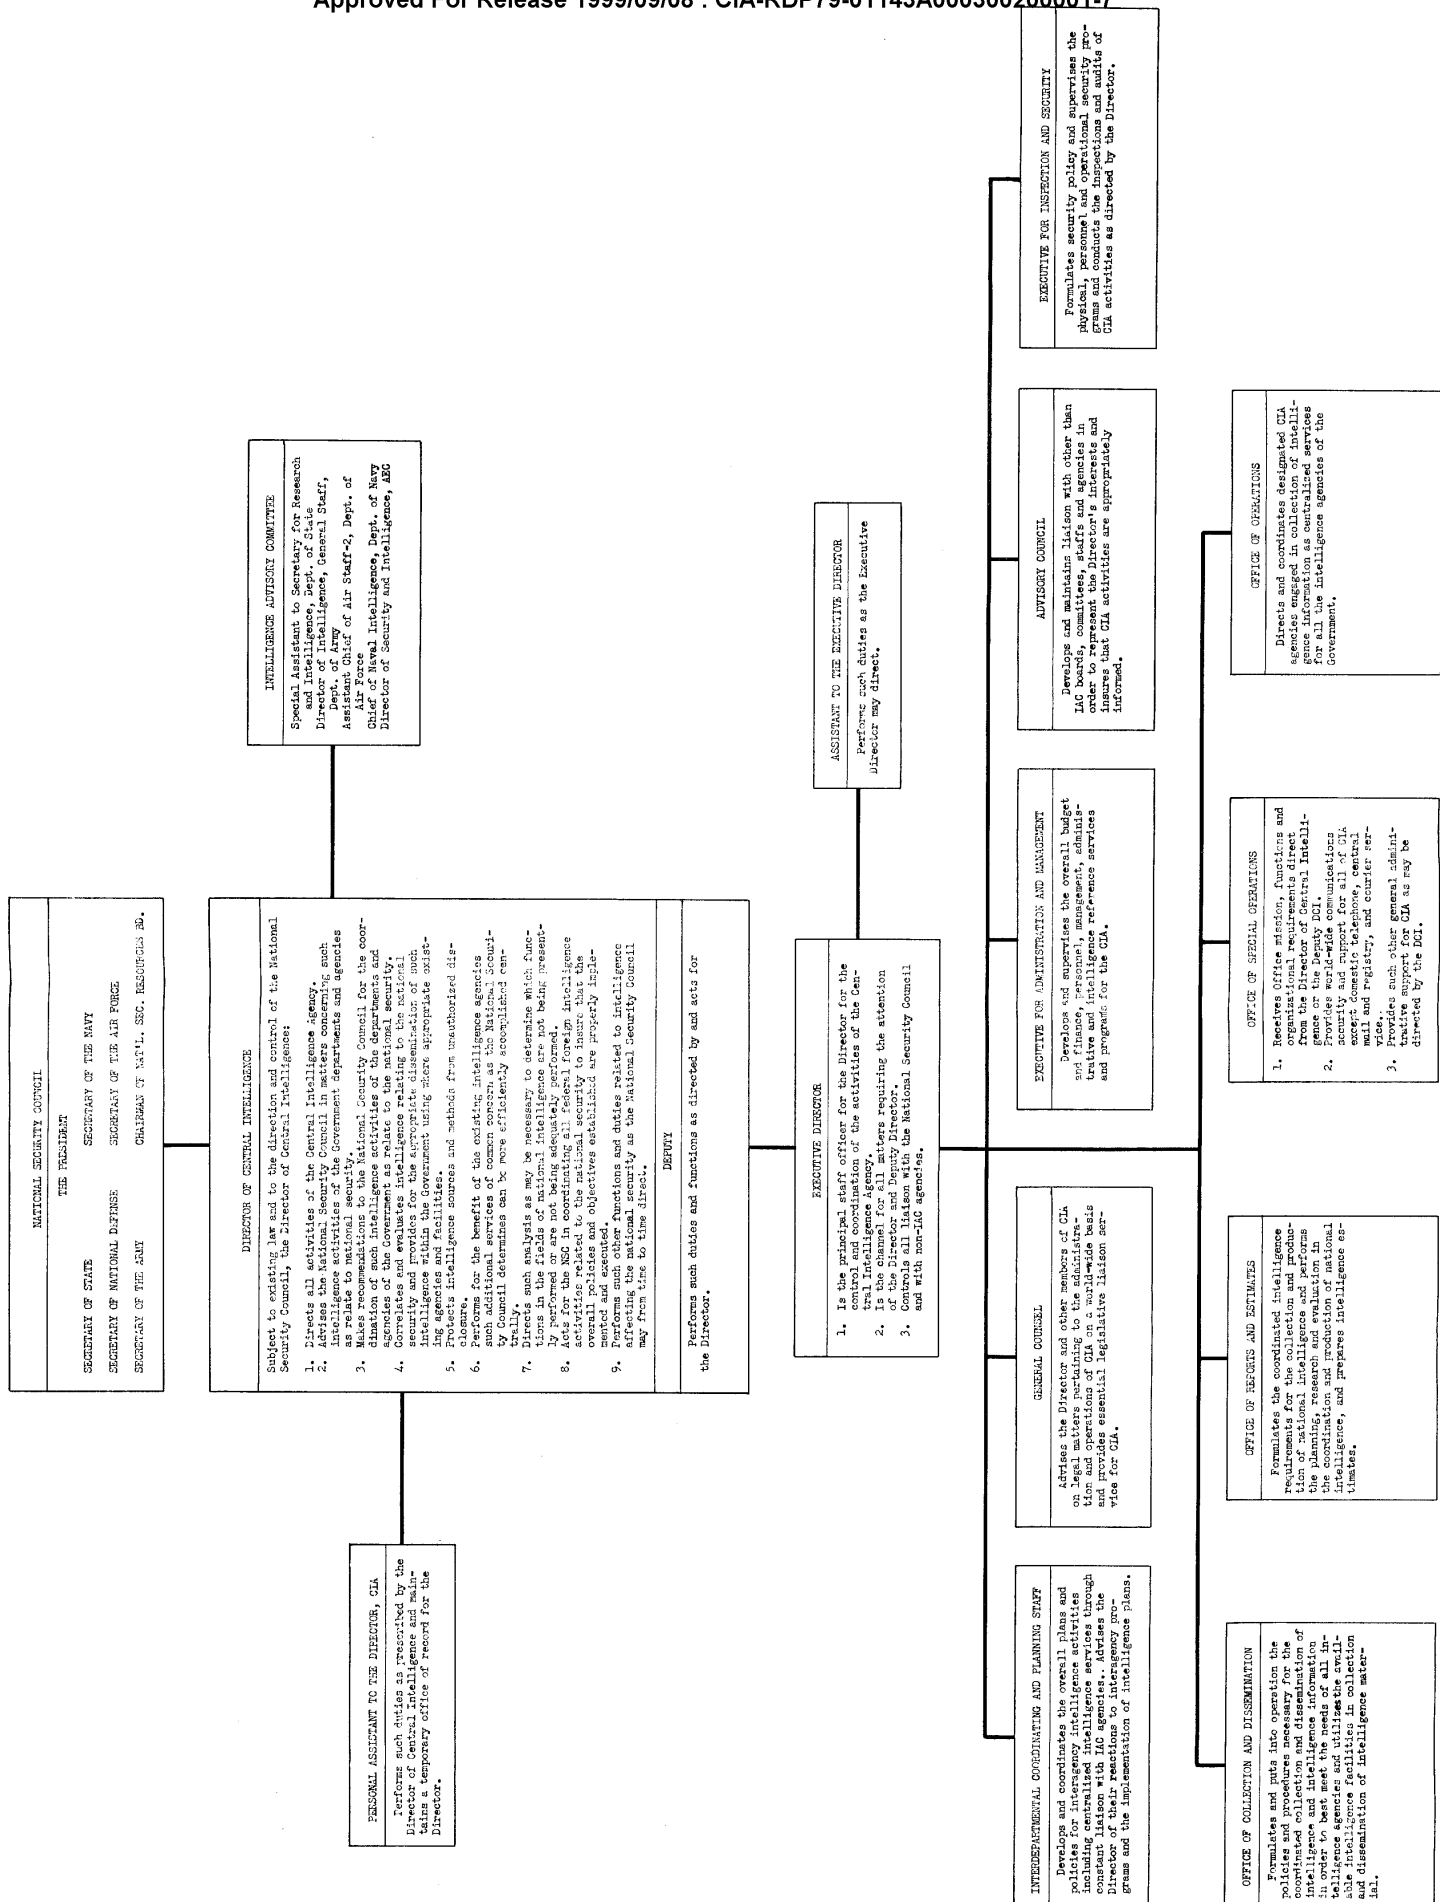 Approved For Release 1999/09/08 : CIA-RDP79-01143A000300200001-7
NATIONAL SECURITY COUNCIL
THE PRESIDENT
SECRETARY OF STATE SECRETARY OF THE NAVY
SECRETARY OF NATIONAL DEFENSE SECRETARY OF THE AIR FORCE
SECRETARY OF THE ARMY CHAIRMAN OF NAT'L. SEC. RESOURCES BD.
DIRECTOR OF CENTRAL INTELLIGENCE
Subject to existing law and to the direction and control of the National
Security Council, the Director of Central Intelligence:
1. Directs all activities of the Central Intelligence Agency.
2. Advises the National Security Council in matters concerning such
intelligence activities of the Government departments and agencies
as relate to national security.
3. Makes recommendations to the National Security Council for the coor-
dination of such intelligence activities of the departments and
agencies of the Government as relate to the national security.
4. Correlates and evaluates intelligence relating to the national
security and provides for the appropriate dissemination of such
intelligence within the Government using where appropriate exist-
ing agencies and facilities.
5. Protects intelligence sources and methods from unauthorized dis-
closure.
6. Performs for the benefit of the existing intelligence agencies
such additional services of common concern as the National Securi-
ty Council determines can be more efficiently accomplished cen-
trally.
7. Directs such analysis as may be necessary to determine which func-
tions in the fields of national intelligence are not being present-
ly performed or are not being adequately performed.
8. Acts for the NSC in coordinating all federal foreign intelligence
activities related to the national security to insure that the
overall policies and objectives established are properly imple-
mented and executed.
9. Performs such other functions and duties related to intelligence
affecting the national security as the National Security Council
may from time to time direct.
DEPUTY
Performs such duties and functions as directed by and acts for
the Director.
INTELLIGENCE ADVISORY COMMITTEE
Special Assistant to Secretary for Research
and Intelligence, Dept. of State
Director of Intelligence, General Staff,
Dept. of Army
Assistant Chief of Air Staff-2, Dept. of
Air Force
Chief of Naval Intelligence, Dept. of Navy
Director of Security and Intelligence, AEC
PERSONAL ASSISTANT TO THE DIRECTOR, CIA
Performs such duties as prescribed by the
Director of Central Intelligence and main-
tains a temporary office of record for the
Director.
EXECUTIVE DIRECTOR
1. Is the principal staff officer for the Director for the
control and coordination of the activities of the Cen-
tral Intelligence Agency.
2. Is the channel for all matters requiring the attention
of the Director and Deputy Director.
3. Controls all liaison with the National Security Council
and with non-IAC agencies.
ASSISTANT TO THE EXECUTIVE DIRECTOR
Performs such duties as the Executive
Director may direct.
INTERDEPARTMENTAL COORDINATING AND PLANNING STAFF
Develops and coordinates the overall plans and
policies for interagency intelligence activities
including centralized intelligence services through
constant liaison with IAC agencies.. Advises the
Director of their reactions to interagency pro-
grams and the implementation of intelligence plans.
GENERAL COUNSEL
Advises the Director and other members of CIA
on legal matters pertaining to the administra-
tion and operations of CIA on a world-wide basis
and provides essential legislative liaison ser-
vice for CIA.
EXECUTIVE FOR ADMINISTRATION AND MANAGEMENT
Develops and supervises the overall budget
and finance, personnel, management, adminis-
trative and intelligence reference services
and programs for the CIA.
ADVISORY COUNCIL
Develops and maintains liaison with other than
IAC boards, committees, staffs and agencies in
order to represent the Director's interests and
insures that CIA activities are appropriately
informed.
EXECUTIVE FOR INSPECTION AND SECURITY
Formulates security policy and supervises the
physical, personnel and operational security pro-
grams and conducts the inspections and audits of
CIA activities as directed by the Director.
OFFICE OF COLLECTION AND DISSEMINATION
Formulates and puts into operation the
policies and procedures necessary for the
coordinated collection and dissemination of
intelligence and intelligence information
in order to best meet the needs of all in-
telligence agencies and utilizes the avail-
able intelligence facilities in collection
and dissemination of intelligence mater-
ial.
OFFICE OF REPORTS AND ESTIMATES
Formulates the coordinated intelligence
requirements for the collection and produc-
tion of national intelligence and performs
the planning, research and evaluation in
the coordination and production of national
intelligence, and prepares intelligence es-
timates.
OFFICE OF SPECIAL OPERATIONS
1. Receives Office mission, functions and
organizational requirements direct
from the Director of Central Intelli-
gence or the Deputy DCI.
2. Provides world-wide communications
security and support for all of CIA
except domestic telephone, central
mail and registry, and courier ser-
vice..
3. Provides such other general admini-
trative support for CIA as may be
directed by the DCI.
OFFICE OF OPERATIONS
Directs and coordinates designated CIA
agencies engaged in collection of intelli-
gence information as centralized services
for all the intelligence agencies of the
Government.